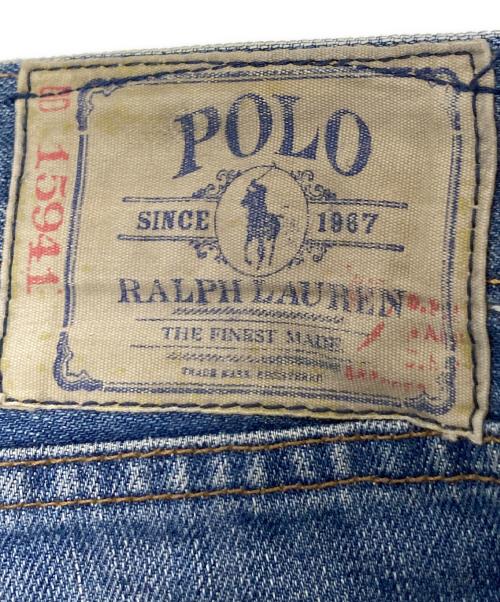 POLO
SINCE 1967
RALPH LAUREN
THE FINEST MADE
TRADE MARK REGISTERED
15941